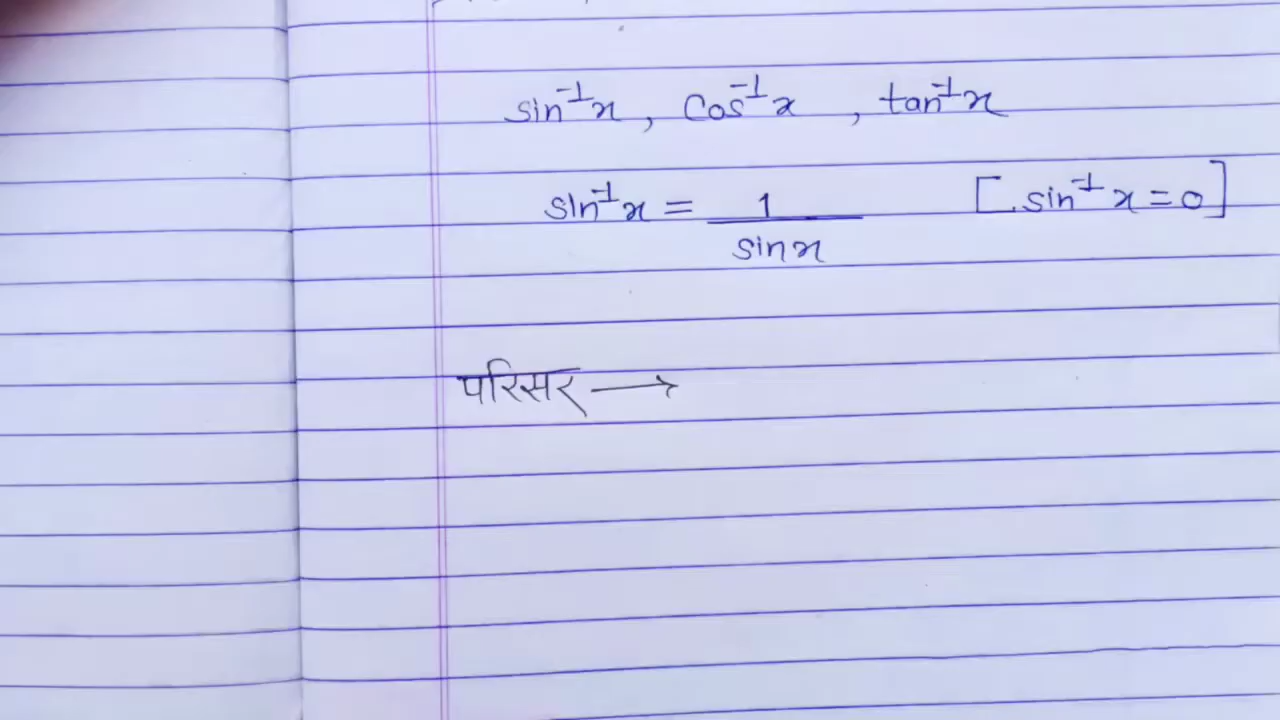 sin⁻¹x , Cos⁻¹x , tan⁻¹x
sin⁻¹x = 1/sinx [sin⁻¹x = 0]
परिसर →